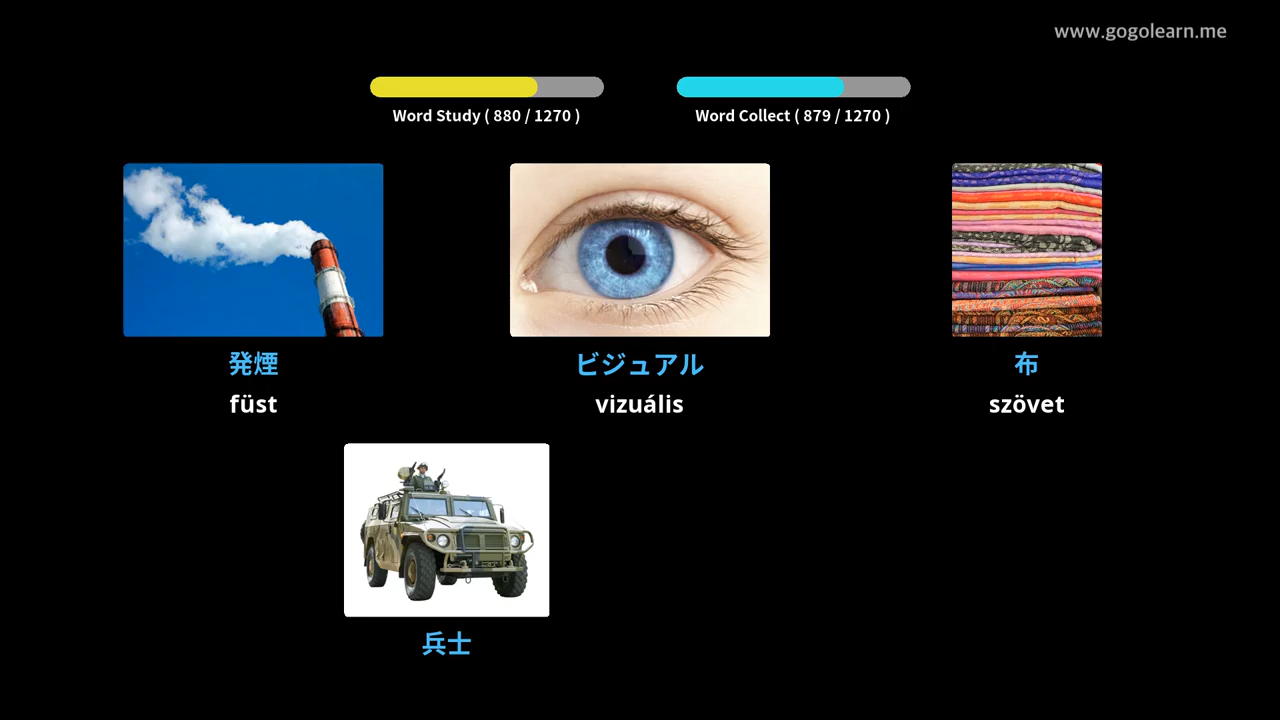 www.gogolearn.me
Word Study ( 880 / 1270 )
Word Collect ( 879 / 1270 )
発煙
ビジュアル
布
füst
vizuális
szövet
兵士